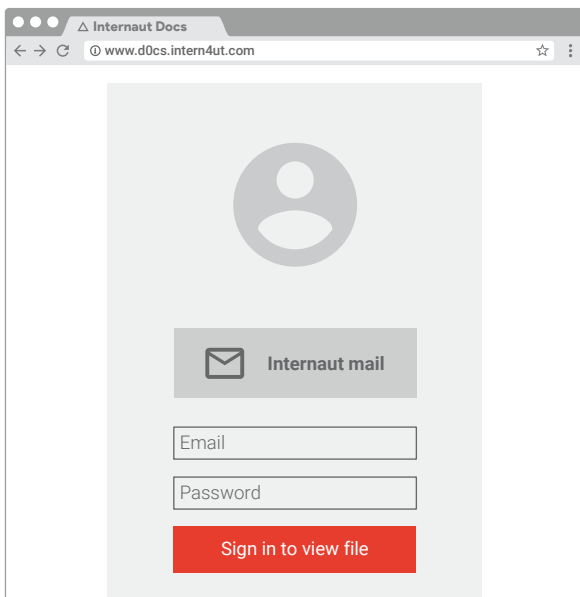 Internaut Docs
www.d0cs.intern4ut.com
Internaut mail
Email
Password
Sign in to view file